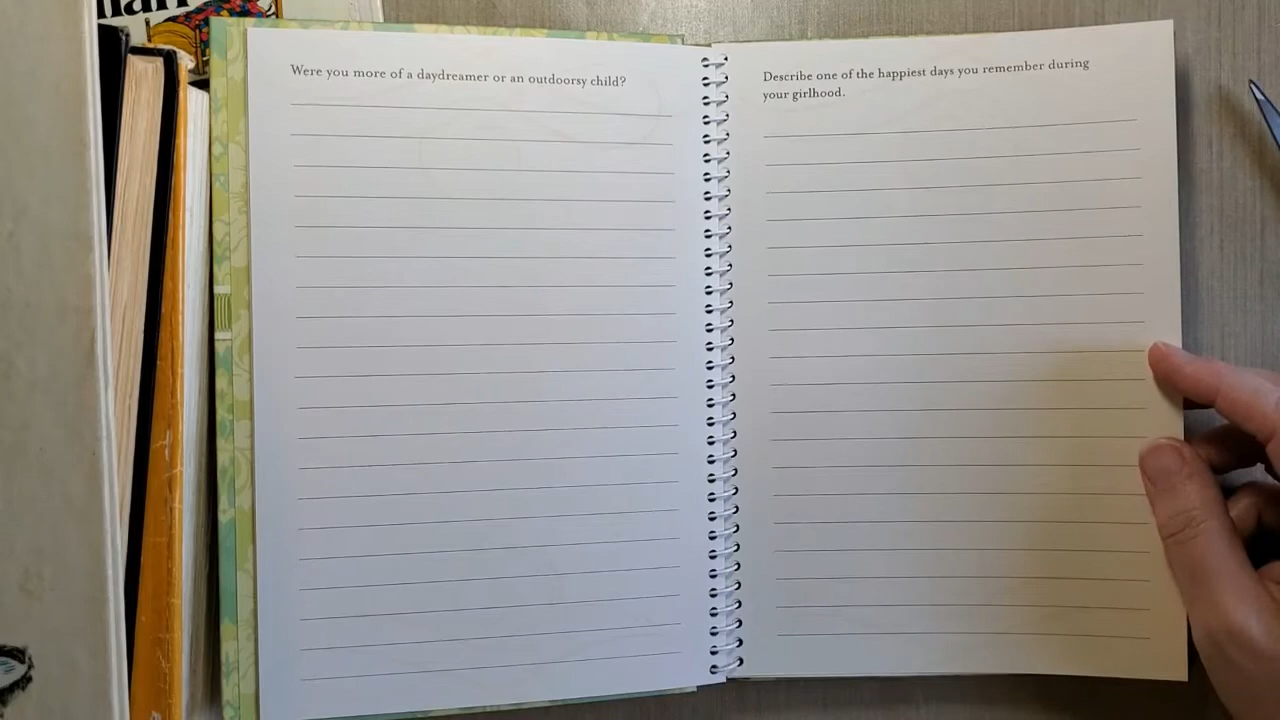 Were you more of a daydreamer or an outdoorsy child?
Describe one of the happiest days you remember during
your girlhood.